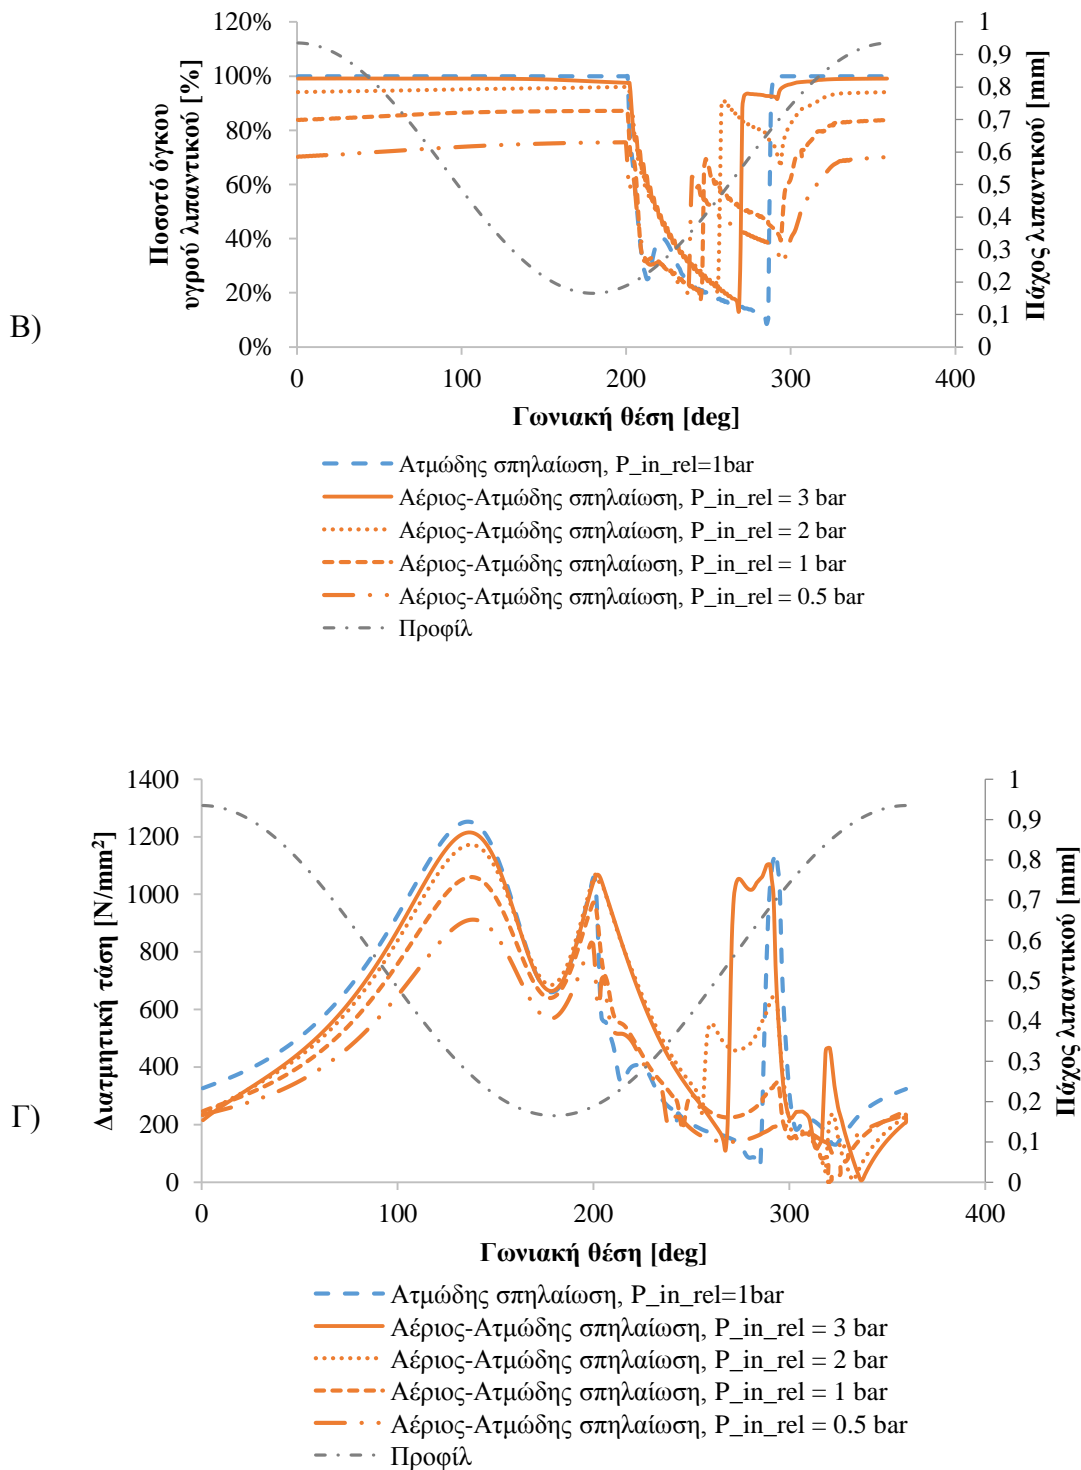 120%
100%
80%
60%
40%
20%
0%
Ποσοτό όγκου
υγρού λιπαντικού [%]
1
0,9
0,8
0,7
0,6
0,5
0,4
0,3
0,2
0,1
0
Πάχος λιπαντικού [mm]
0 100 200 300 400
Γωνιακή θέση [deg]
Β)
Ατμώδης σπηλαίωση, P_in_rel=1bar
Αέριος-Ατμώδης σπηλαίωση, P_in_rel = 3 bar
Αέριος-Ατμώδης σπηλαίωση, P_in_rel = 2 bar
Αέριος-Ατμώδης σπηλαίωση, P_in_rel = 1 bar
Αέριος-Ατμώδης σπηλαίωση, P_in_rel = 0.5 bar
Προφίλ
1400
1200
1000
800
600
400
200
0
Διατμητική τάση [N/mm²]
1
0,9
0,8
0,7
0,6
0,5
0,4
0,3
0,2
0,1
0
Πάχος λιπαντικού [mm]
0 100 200 300 400
Γωνιακή θέση [deg]
Γ)
Ατμώδης σπηλαίωση, P_in_rel=1bar
Αέριος-Ατμώδης σπηλαίωση, P_in_rel = 3 bar
Αέριος-Ατμώδης σπηλαίωση, P_in_rel = 2 bar
Αέριος-Ατμώδης σπηλαίωση, P_in_rel = 1 bar
Αέριος-Ατμώδης σπηλαίωση, P_in_rel = 0.5 bar
Προφίλ